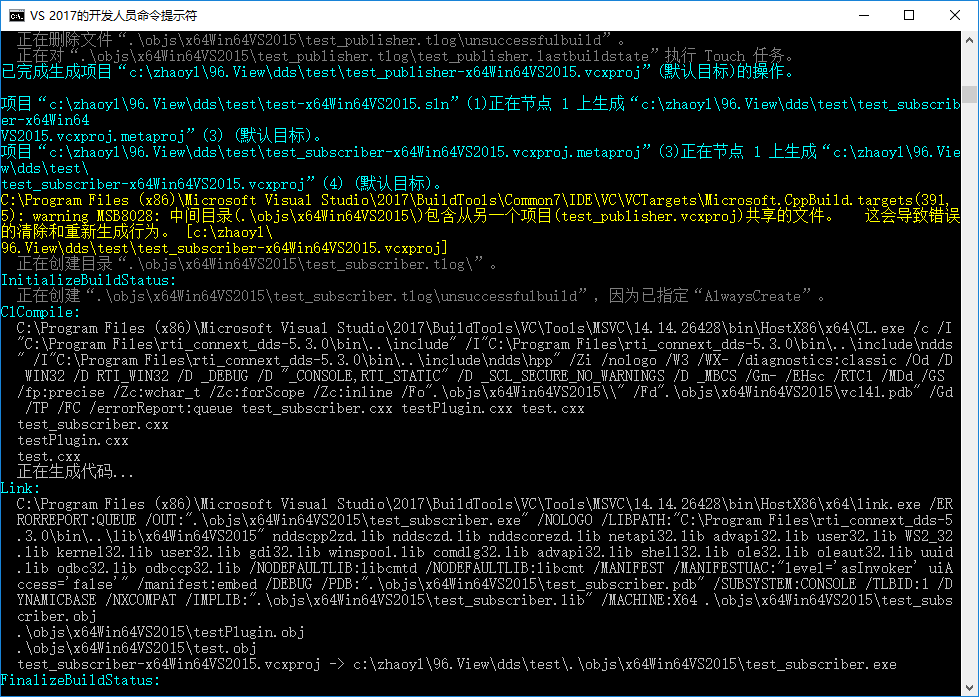 VS 2017的开发人员命令提示符
正在删除文件“.\objs\x64Win64VS2015\test_publisher.tlog\unsuccessfulbuild”。
正在对“.\objs\x64Win64VS2015\test_publisher.tlog\test_publisher.lastbuildstate”执行 Touch 任务。
已完成生成项目“c:\zhaoyl\96.View\dds\test\test_publisher-x64Win64VS2015.vcxproj”(默认目标)的操作。
项目“c:\zhaoyl\96.View\dds\test\test-x64Win64VS2015.sln”(1)正在节点 1 上生成“c:\zhaoyl\96.View\dds\test\test_subscrib
er-x64Win64
VS2015.vcxproj.metaproj”(3) (默认目标)。
项目“c:\zhaoyl\96.View\dds\test\test_subscriber-x64Win64VS2015.vcxproj.metaproj”(3)正在节点 1 上生成“c:\zhaoyl\96.Vie
w\dds\test\
test_subscriber-x64Win64VS2015.vcxproj”(4) (默认目标)。
C:\Program Files (x86)\Microsoft Visual Studio\2017\BuildTools\Common7\IDE\VC\VCTargets\Microsoft.CppBuild.targets(391,
5): warning MSB8028: 中间目录(.\objs\x64Win64VS2015\)包含从另一个项目(test_publisher.vcxproj)共享的文件。 这会导致错误
的清除和重新生成行为。 [c:\zhaoyl\
96.View\dds\test\test_subscriber-x64Win64VS2015.vcxproj]
正在创建目录“.\objs\x64Win64VS2015\test_subscriber.tlog\”。
InitializeBuildStatus:
正在创建“.\objs\x64Win64VS2015\test_subscriber.tlog\unsuccessfulbuild”，因为已指定“AlwaysCreate”。
ClCompile:
C:\Program Files (x86)\Microsoft Visual Studio\2017\BuildTools\VC\Tools\MSVC\14.14.26428\bin\HostX86\x64\CL.exe /c /I
"C:\Program Files\rti_connext_dds-5.3.0\bin\..\include" /I"C:\Program Files\rti_connext_dds-5.3.0\bin\..\include\ndds
" /I"C:\Program Files\rti_connext_dds-5.3.0\bin\..\include\ndds\hpp" /Zi /nologo /W3 /WX- /diagnostics:classic /Od /D
WIN32 /D RTI_WIN32 /D _DEBUG /D "_CONSOLE,RTI_STATIC" /D _SCL_SECURE_NO_WARNINGS /D _MBCS /Gm- /EHsc /RTC1 /MDd /GS
/fp:precise /Zc:wchar_t /Zc:forScope /Zc:inline /Fo".\objs\x64Win64VS2015\\" /Fd".\objs\x64Win64VS2015\vc141.pdb" /Gd
/TP /FC /errorReport:queue test_subscriber.cxx testPlugin.cxx test.cxx
test_subscriber.cxx
testPlugin.cxx
test.cxx
正在生成代码...
Link:
C:\Program Files (x86)\Microsoft Visual Studio\2017\BuildTools\VC\Tools\MSVC\14.14.26428\bin\HostX86\x64\link.exe /ER
RORREPORT:QUEUE /OUT:".\objs\x64Win64VS2015\test_subscriber.exe" /NOLOGO /LIBPATH:"C:\Program Files\rti_connext_dds-5
.3.0\bin\..\lib\x64Win64VS2015" nddscpp2zd.lib nddsczd.lib nddscorezd.lib netapi32.lib advapi32.lib user32.lib WS2_32
.lib kernel32.lib user32.lib gdi32.lib winspool.lib comdlg32.lib advapi32.lib shell32.lib ole32.lib oleaut32.lib uuid
.lib odbc32.lib odbccp32.lib /NODEFAULTLIB:libcmtd /NODEFAULTLIB:libcmt /MANIFEST /MANIFESTUAC:"level='asInvoker' uiA
ccess='false'" /manifest:embed /DEBUG /PDB:".\objs\x64Win64VS2015\test_subscriber.pdb" /SUBSYSTEM:CONSOLE /TLBID:1 /D
YNAMICBASE /NXCOMPAT /IMPLIB:".\objs\x64Win64VS2015\test_subscriber.lib" /MACHINE:X64 .\objs\x64Win64VS2015\test_subs
criber.obj
.\objs\x64Win64VS2015\testPlugin.obj
.\objs\x64Win64VS2015\test.obj
test_subscriber-x64Win64VS2015.vcxproj -> c:\zhaoyl\96.View\dds\test\.\objs\x64Win64VS2015\test_subscriber.exe
FinalizeBuildStatus: